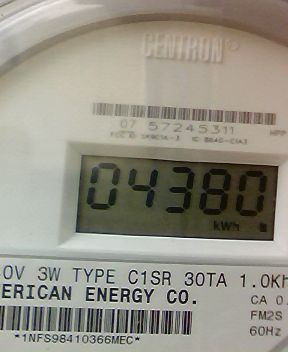 CENTRON®
07 57245311
HPP
04380
kWh
0V 3W TYPE C1SR 30TA 1.0Kh
ERICAN ENERGY CO.
CA 0.
FM2S
60Hz
*1NFS98410366MEC*